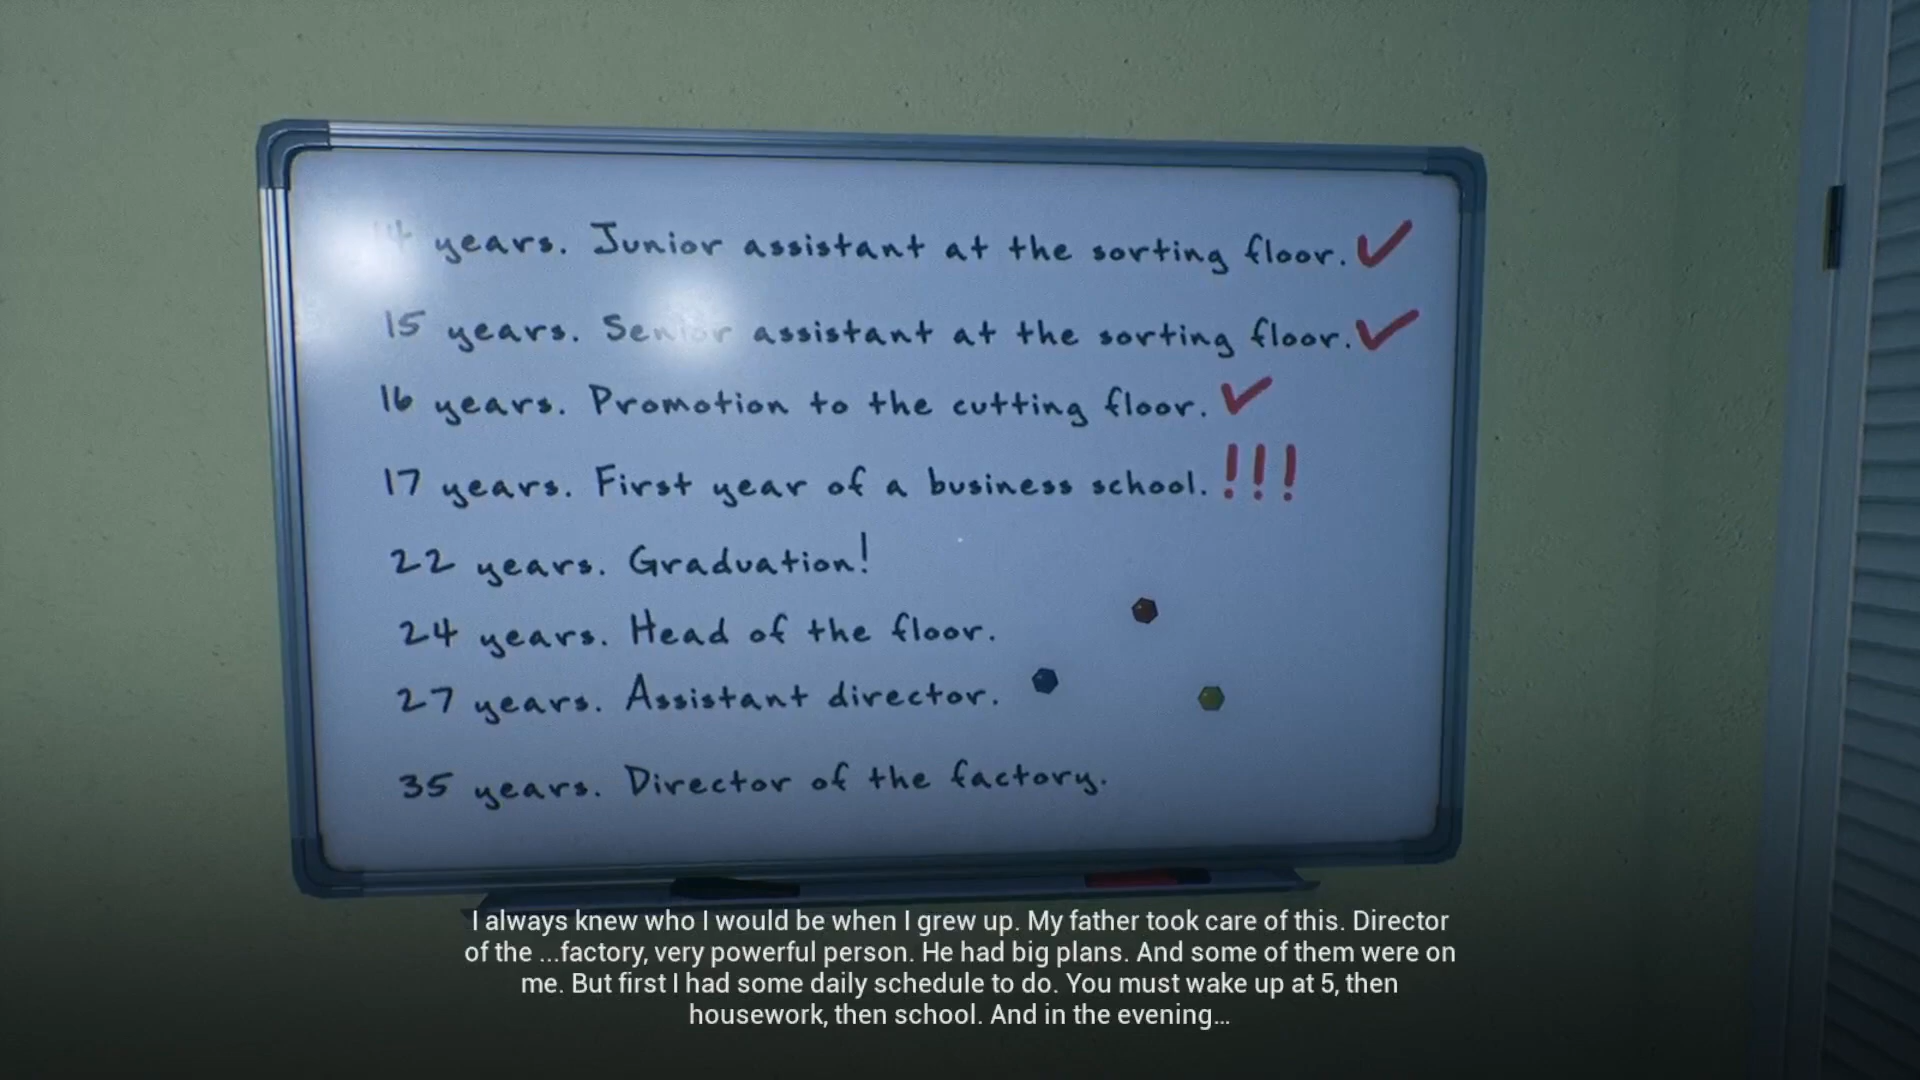 14 years. Junior assistant at the sorting floor.
15 years. Senior assistant at the sorting floor.
16 years. Promotion to the cutting floor.
17 years. First year of a business school. !!!
22 years. Graduation!
24 years. Head of the floor.
27 years. Assistant director.
35 years. Director of the factory.
I always knew who I would be when I grew up. My father took care of this. Director
of the ...factory, very powerful person. He had big plans. And some of them were on
me. But first I had some daily schedule to do. You must wake up at 5, then
housework, then school. And in the evening...